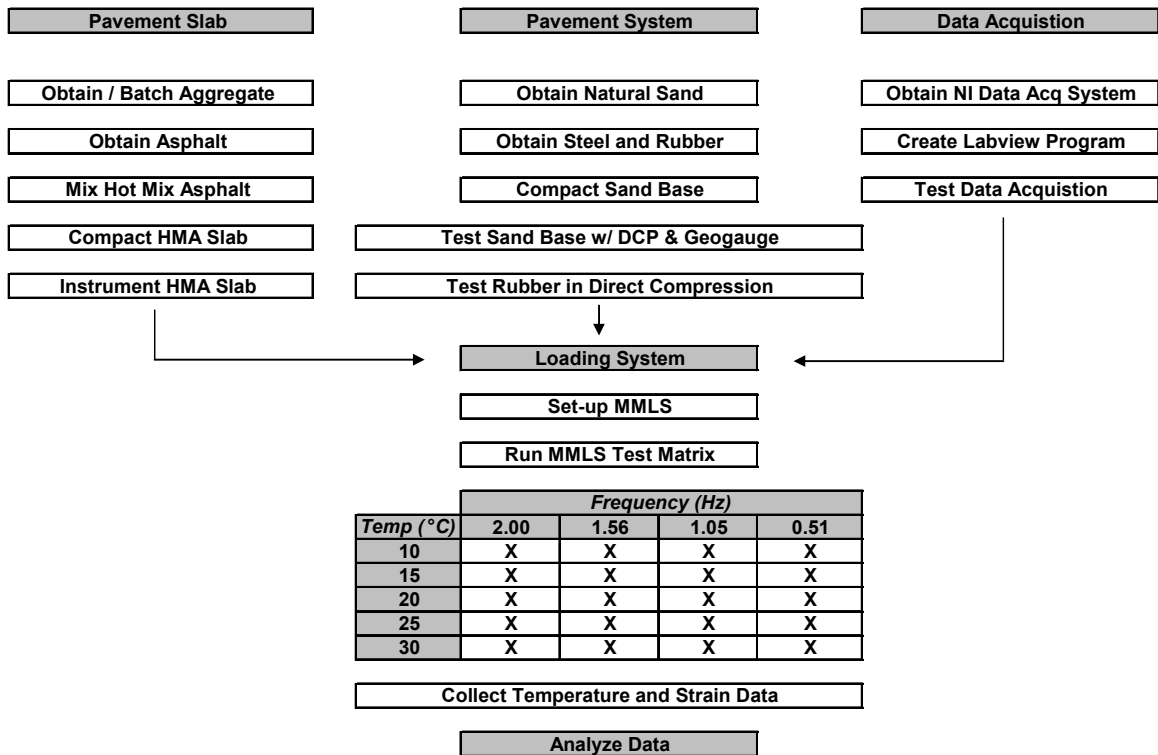 Pavement Slab
Pavement System
Data Acquistion
Obtain / Batch Aggregate
Obtain Natural Sand
Obtain NI Data Acq System
Obtain Asphalt
Obtain Steel and Rubber
Create Labview Program
Mix Hot Mix Asphalt
Compact Sand Base
Test Data Acquistion
Compact HMA Slab
Test Sand Base w/ DCP & Geogauge
Instrument HMA Slab
Test Rubber in Direct Compression
Loading System
Set-up MMLS
Run MMLS Test Matrix
Frequency (Hz)
Temp (°C) 2.00 1.56 1.05 0.51
10 X X X X
15 X X X X
20 X X X X
25 X X X X
30 X X X X
Collect Temperature and Strain Data
Analyze Data